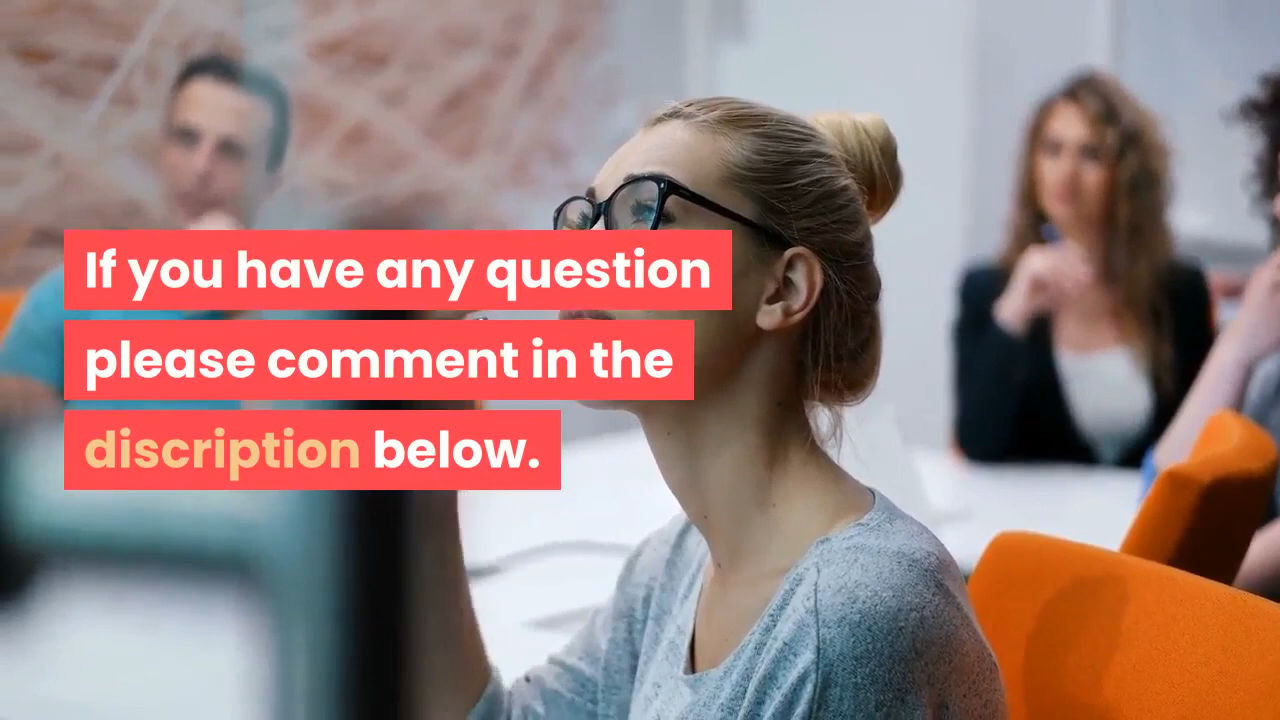 If you have any question
please comment in the
discription below.